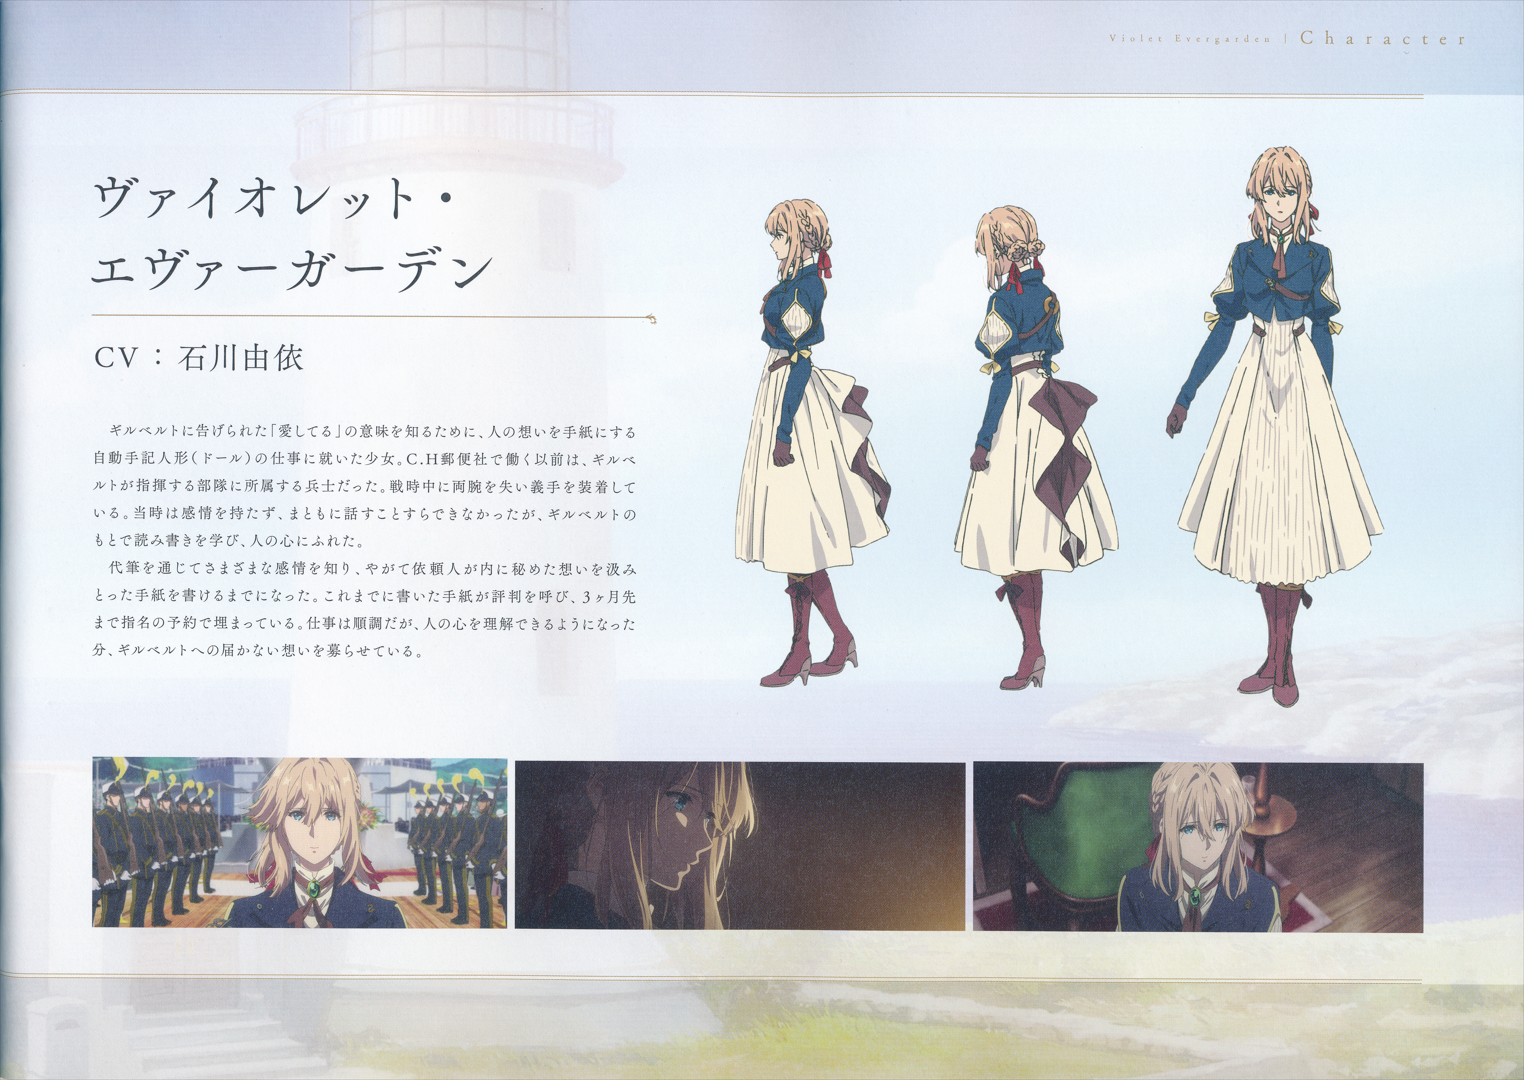 Violet Evergarden | Character
ヴァイオレット・
エヴァーガーデン
CV：石川由依
ギルベルトに告げられた「愛してる」の意味を知るために、人の想いを手紙にする
自動手記人形(ドール)の仕事に就いた少女。C.H郵便社で働く以前は、ギルベ
ルトが指揮する部隊に所属する兵士だった。戦時中に両腕を失い義手を装着して
いる。当時は感情を持たず、まともに話すことすらできなかったが、ギルベルトの
もとで読み書きを学び、人の心にふれた。
代筆を通じてさまざまな感情を知り、やがて依頼人が内に秘めた想いを汲み
とった手紙を書けるまでになった。これまでに書いた手紙が評判を呼び、3ヶ月先
まで指名の予約で埋まっている。仕事は順調だが、人の心を理解できるようになった
分、ギルベルトへの届かない想いを募らせている。